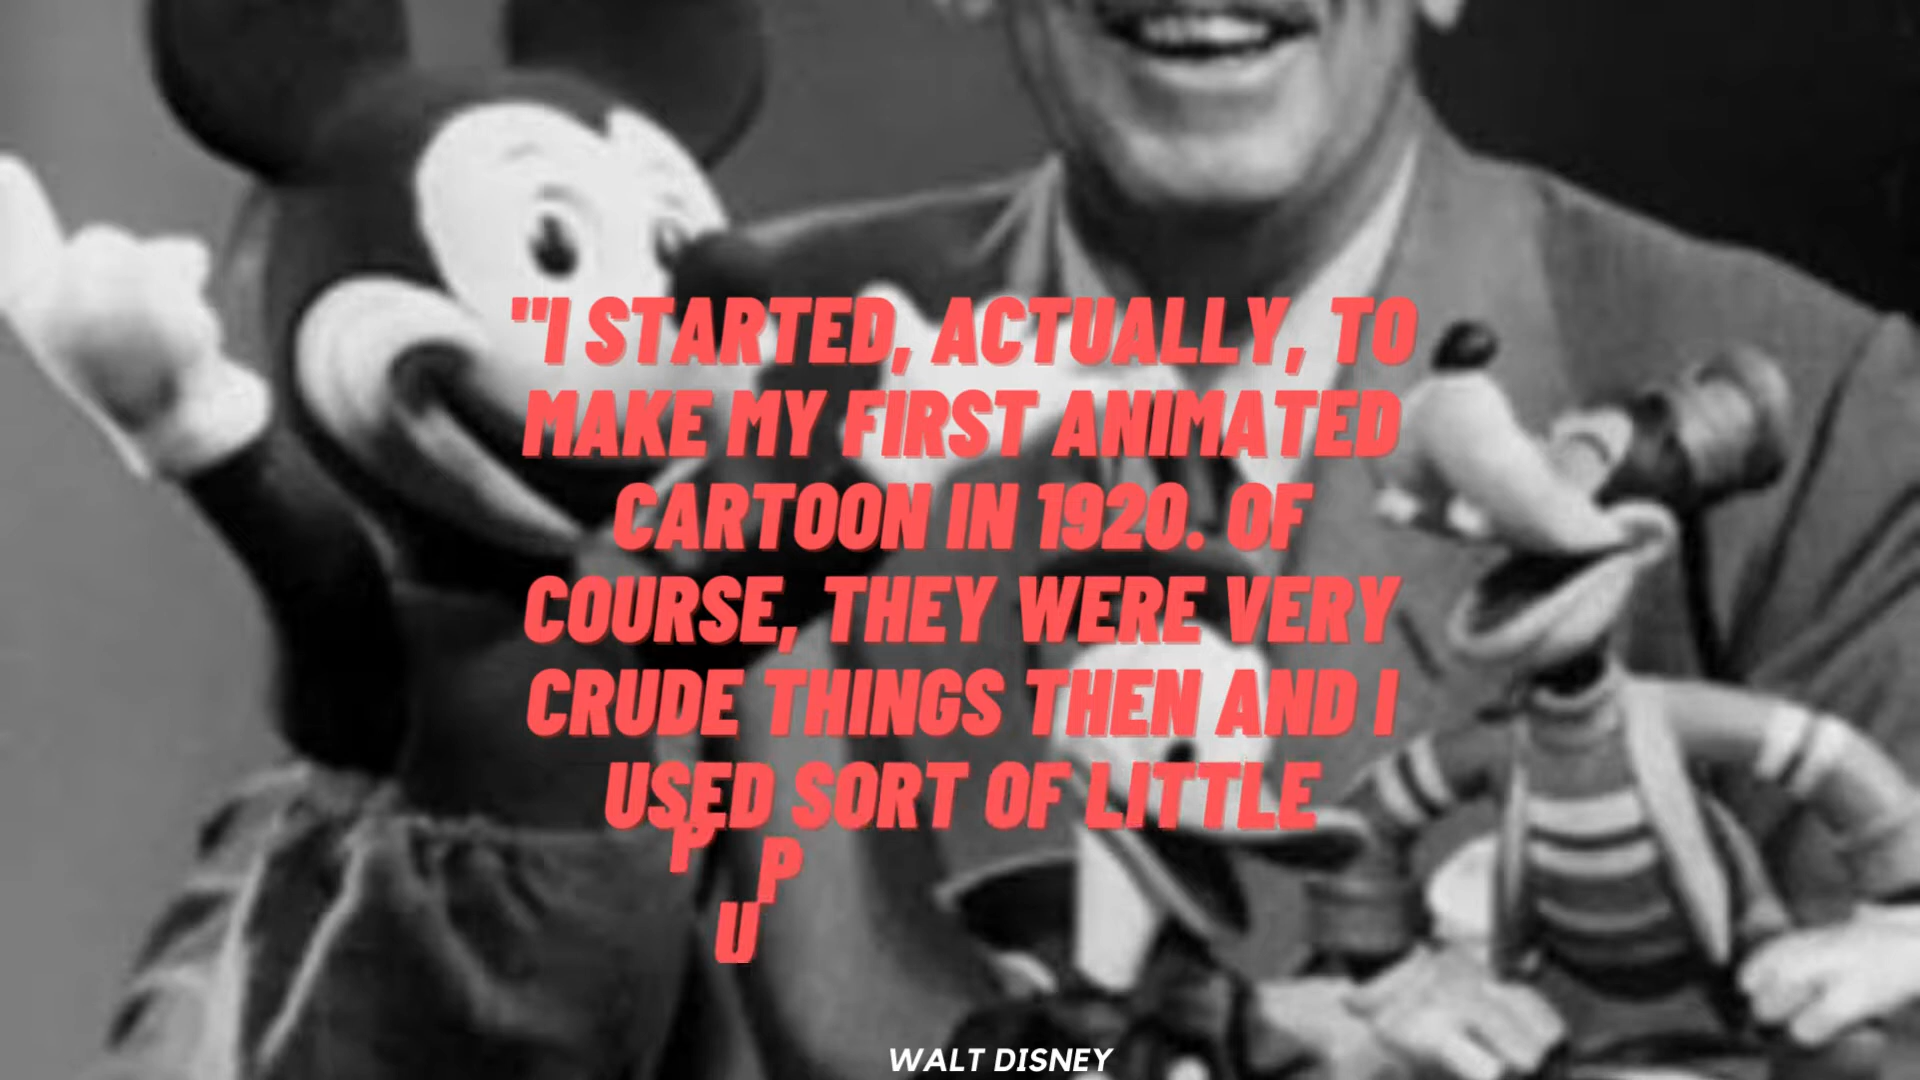 "I STARTED, ACTUALLY, TO
MAKE MY FIRST ANIMATED
CARTOON IN 1920. OF
COURSE, THEY WERE VERY
CRUDE THINGS THEN AND I
USED SORT OF LITTLE
PUP
WALT DISNEY